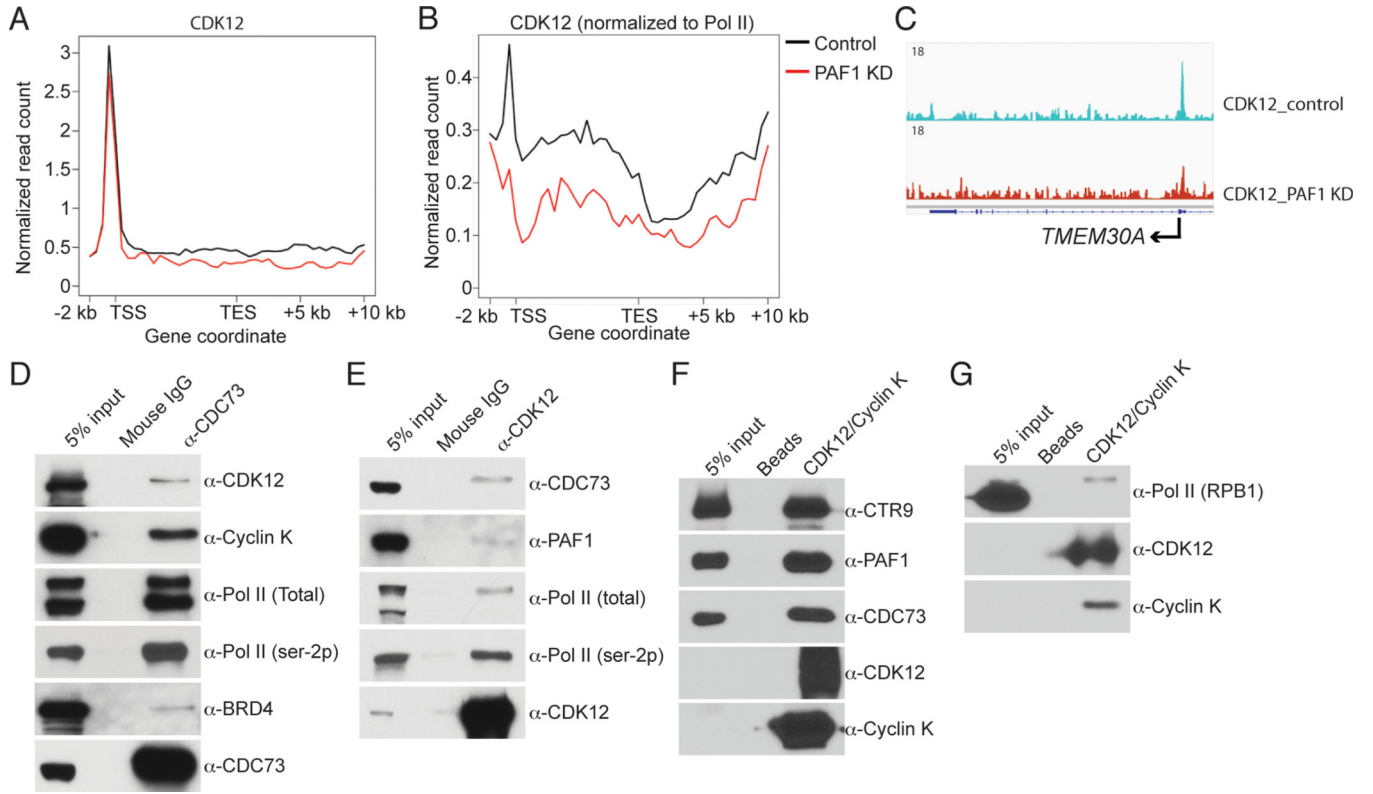 A
CDK12
Normalized read count
3
2.5
2
1.5
1
0.5
0
-2 kb TSS TES +5 kb +10 kb
Gene coordinate
B
CDK12 (normalized to Pol II)
Normalized read count
0.4
0.3
0.2
0.1
0
-2 kb TSS TES +5 kb +10 kb
Gene coordinate
Control
PAF1 KD
C
18
CDK12_control
18
CDK12_PAF1 KD
TMEM30A
D
5% input
Mouse IgG
α-CDC73
α-CDK12
α-Cyclin K
α-Pol II (Total)
α-Pol II (ser-2p)
α-BRD4
α-CDC73
E
5% input
Mouse IgG
α-CDK12
α-CDC73
α-PAF1
α-Pol II (total)
α-Pol II (ser-2p)
α-CDK12
F
5% input
Beads
CDK12/Cyclin K
α-CTR9
α-PAF1
α-CDC73
α-CDK12
α-Cyclin K
G
5% input
Beads
CDK12/Cyclin K
α-Pol II (RPB1)
α-CDK12
α-Cyclin K